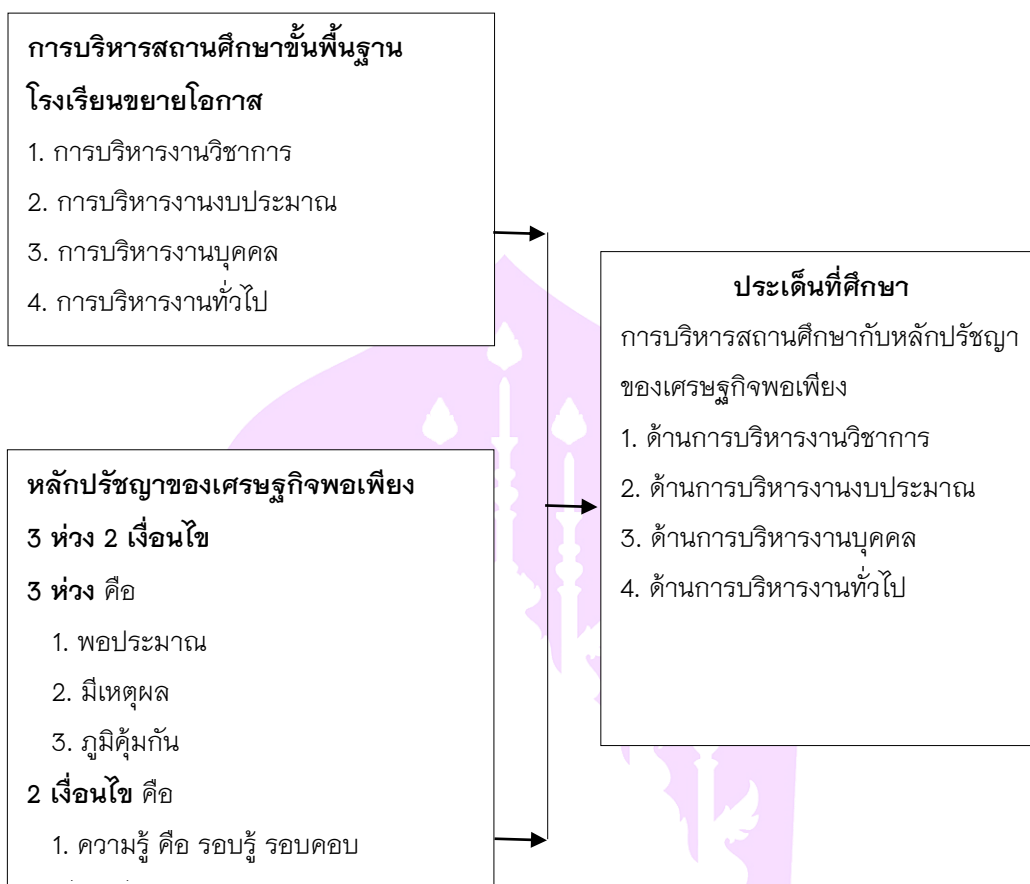 การบริหารสถานศึกษาขั้นพื้นฐาน
โรงเรียนขยายโอกาส
1. การบริหารงานวิชาการ
2. การบริหารงานงบประมาณ
3. การบริหารงานบุคคล
4. การบริหารงานทั่วไป
หลักปรัชญาของเศรษฐกิจพอเพียง
3 ห่วง 2 เงื่อนไข
3 ห่วง คือ
1. พอประมาณ
2. มีเหตุผล
3. ภูมิคุ้มกัน
2 เงื่อนไข คือ
1. ความรู้ คือ รอบรู้ รอบคอบ
ประเด็นที่ศึกษา
การบริหารสถานศึกษากับหลักปรัชญา
ของเศรษฐกิจพอเพียง
1. ด้านการบริหารงานวิชาการ
2. ด้านการบริหารงานงบประมาณ
3. ด้านการบริหารงานบุคคล
4. ด้านการบริหารงานทั่วไป